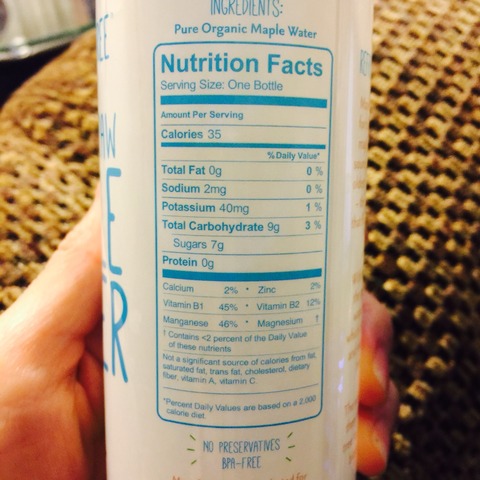 INGREDIENTS:
Pure Organic Maple Water
Nutrition Facts
Serving Size: One Bottle
Amount Per Serving
Calories 35
% Daily Value*
Total Fat 0g 0 %
Sodium 2mg 0 %
Potassium 40mg 1 %
Total Carbohydrate 9g 3 %
Sugars 7g
Protein 0g
Calcium 2% • Zinc 2%
Vitamin B1 45% • Vitamin B2 12%
Manganese 46% • Magnesium †
† Contains <2 percent of the Daily Value
of these nutrients
Not a significant source of calories from fat,
saturated fat, trans fat, cholesterol, dietary
fiber, vitamin A, vitamin C.
*Percent Daily Values are based on a 2,000
calorie diet.
NO PRESERVATIVES
BPA-FREE